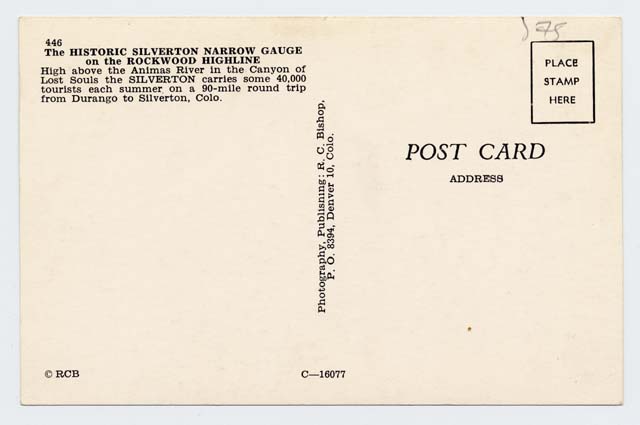 446
The HISTORIC SILVERTON NARROW GAUGE
on the ROCKWOOD HIGHLINE
High above the Animas River in the Canyon of
Lost Souls the SILVERTON carries some 40,000
tourists each summer on a 90-mile round trip
from Durango to Silverton, Colo.
Photography, Publisning: R. C. Bishop,
P. O. 8394, Denver 10, Colo.
.75
PLACE
STAMP
HERE
POST CARD
ADDRESS
© RCB
C—16077